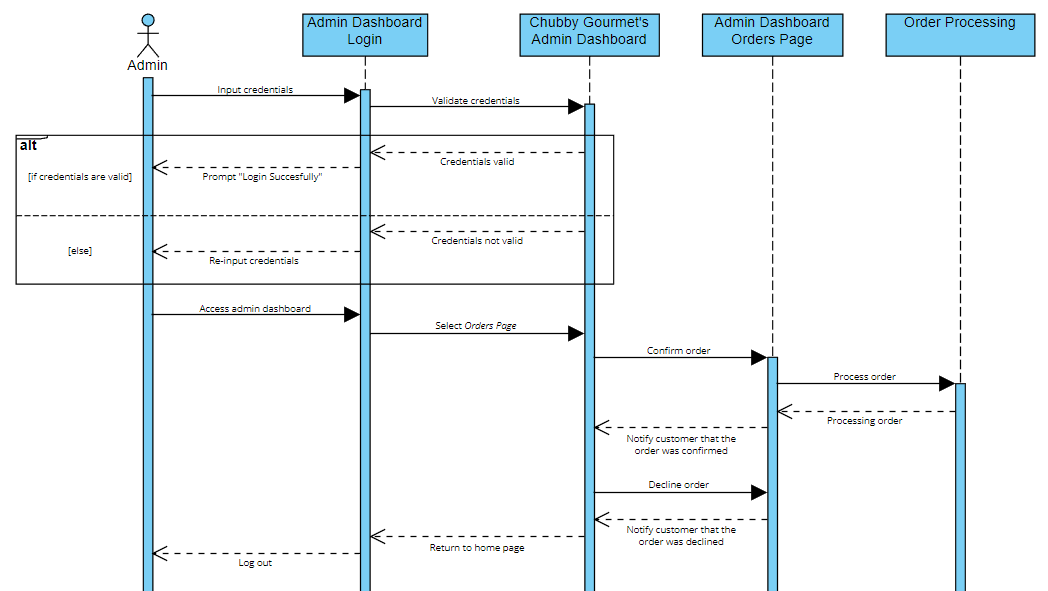 Admin
Admin Dashboard
Login
Chubby Gourmet's
Admin Dashboard
Admin Dashboard
Orders Page
Order Processing
Input credentials
Validate credentials
alt
[if credentials are valid]
Credentials valid
Prompt "Login Succesfully"
[else]
Credentials not valid
Re-input credentials
Access admin dashboard
Select Orders Page
Confirm order
Process order
Processing order
Notify customer that the
order was confirmed
Decline order
Notify customer that the
order was declined
Return to home page
Log out